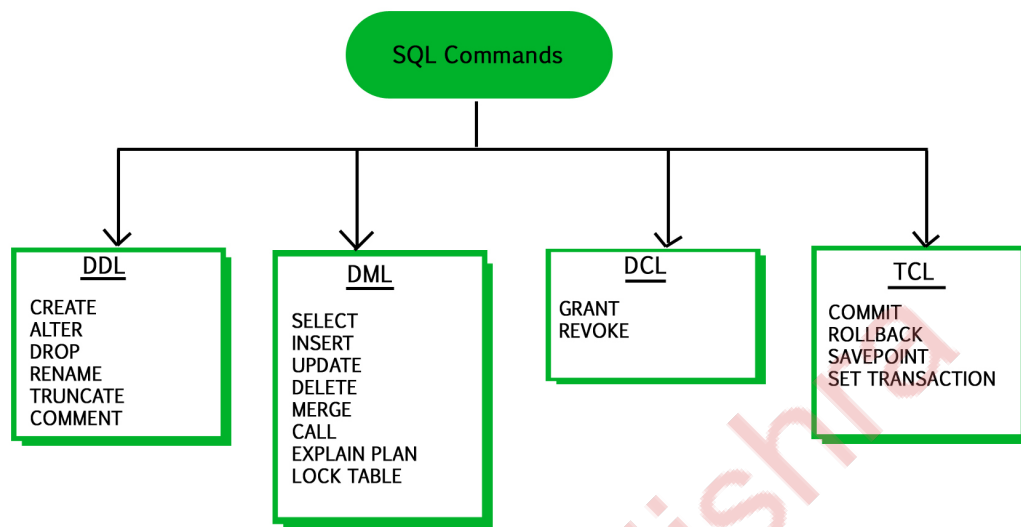 SQL Commands
DDL
CREATE
ALTER
DROP
RENAME
TRUNCATE
COMMENT
DML
SELECT
INSERT
UPDATE
DELETE
MERGE
CALL
EXPLAIN PLAN
LOCK TABLE
DCL
GRANT
REVOKE
TCL
COMMIT
ROLLBACK
SAVEPOINT
SET TRANSACTION